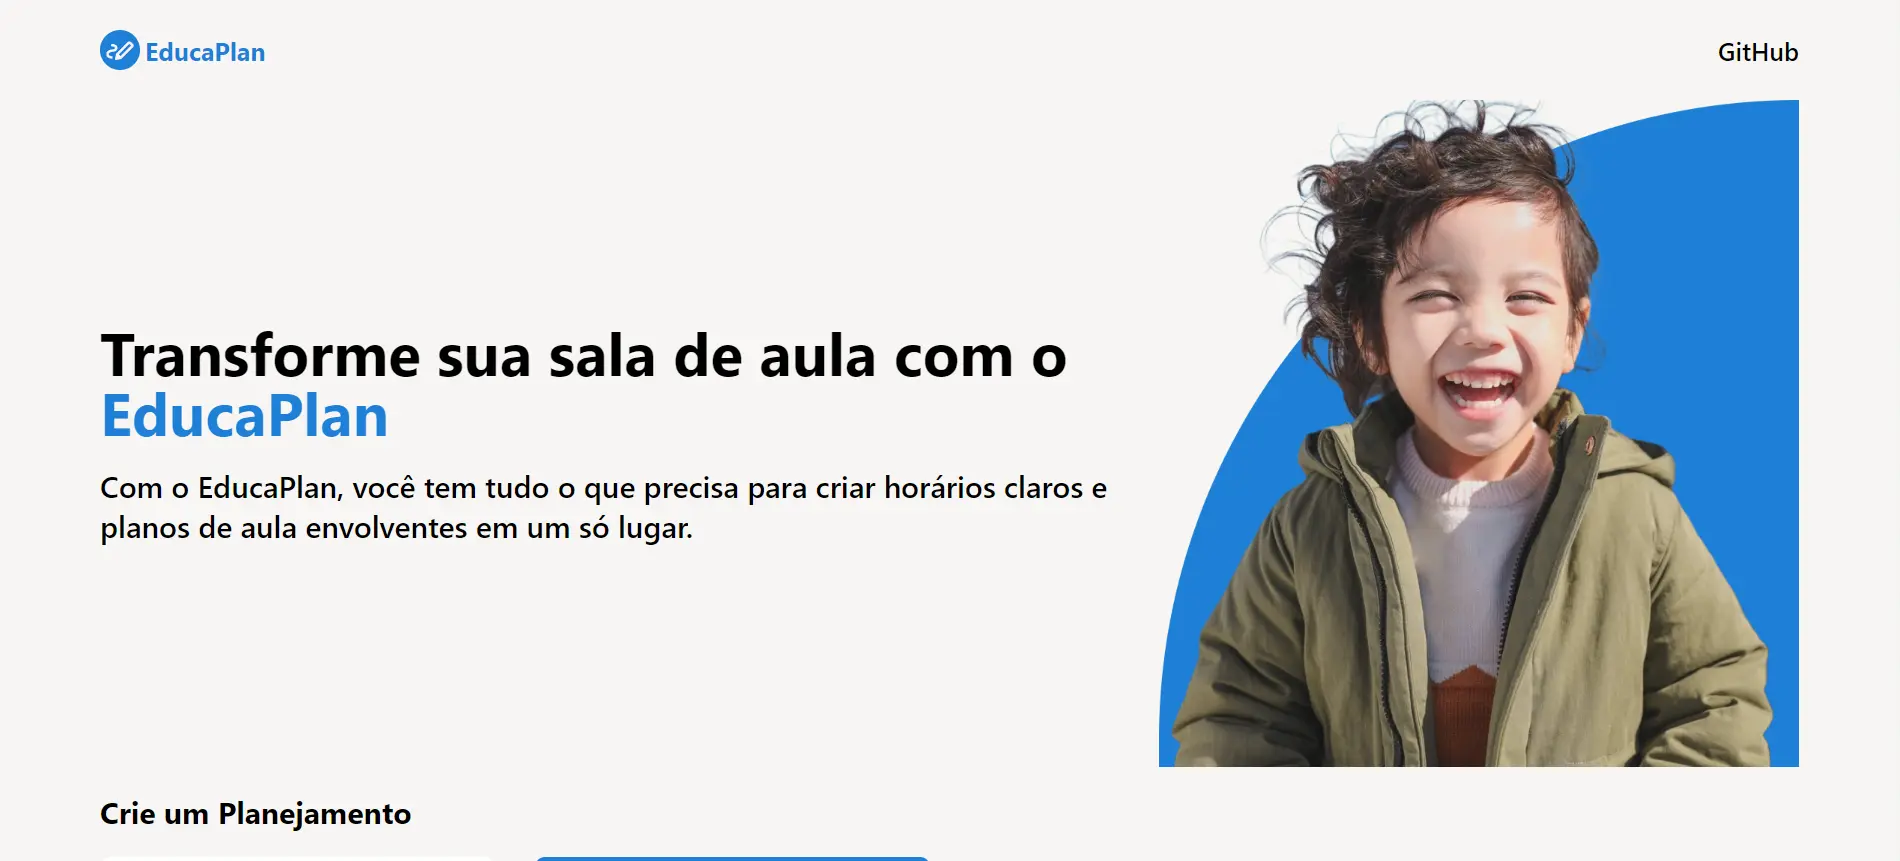 EducaPlan
GitHub
Transforme sua sala de aula com o
EducaPlan
Com o EducaPlan, você tem tudo o que precisa para criar horários claros e
planos de aula envolventes em um só lugar.
Crie um Planejamento